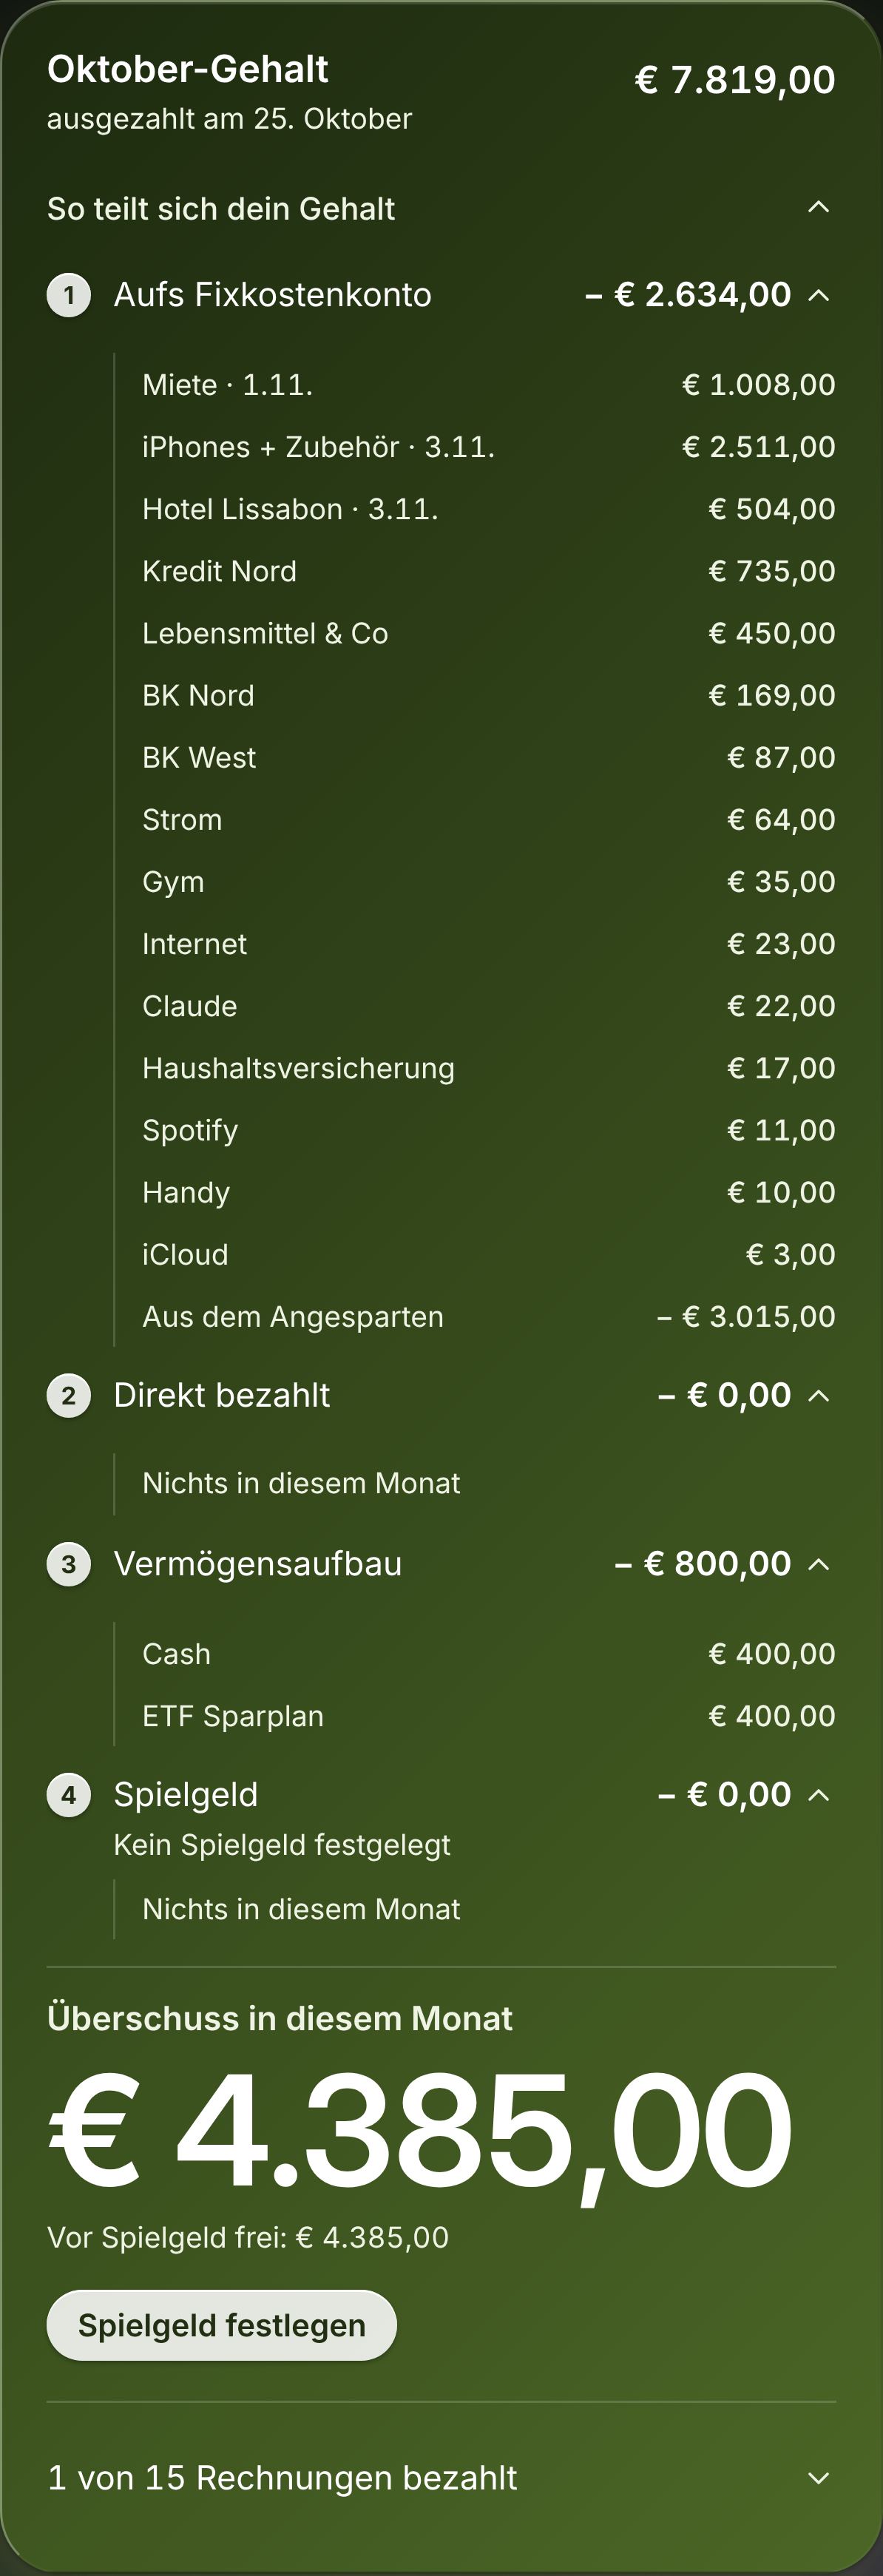 Oktober-Gehalt
€ 7.819,00
ausgezahlt am 25. Oktober
So teilt sich dein Gehalt
1 Aufs Fixkostenkonto – € 2.634,00
Miete · 1.11. € 1.008,00
iPhones + Zubehör · 3.11. € 2.511,00
Hotel Lissabon · 3.11. € 504,00
Kredit Nord € 735,00
Lebensmittel & Co € 450,00
BK Nord € 169,00
BK West € 87,00
Strom € 64,00
Gym € 35,00
Internet € 23,00
Claude € 22,00
Haushaltsversicherung € 17,00
Spotify € 11,00
Handy € 10,00
iCloud € 3,00
Aus dem Angesparten – € 3.015,00
2 Direkt bezahlt – € 0,00
Nichts in diesem Monat
3 Vermögensaufbau – € 800,00
Cash € 400,00
ETF Sparplan € 400,00
4 Spielgeld – € 0,00
Kein Spielgeld festgelegt
Nichts in diesem Monat
Überschuss in diesem Monat
€ 4.385,00
Vor Spielgeld frei: € 4.385,00
Spielgeld festlegen
1 von 15 Rechnungen bezahlt